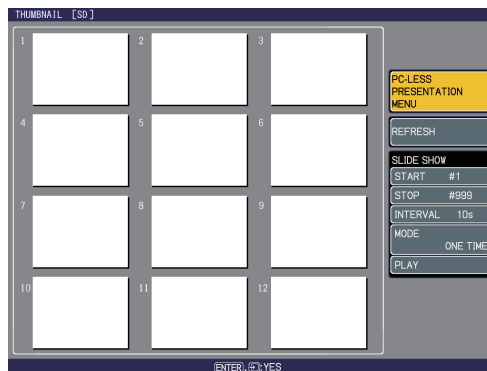 THUMBNAIL [SD]
1 2 3
4 5 6
7 8 9
10 11 12
PC-LESS
PRESENTATION
MENU
REFRESH
SLIDE SHOW
START #1
STOP #999
INTERVAL 10s
MODE
ONE TIME
PLAY
ENTER, :YES